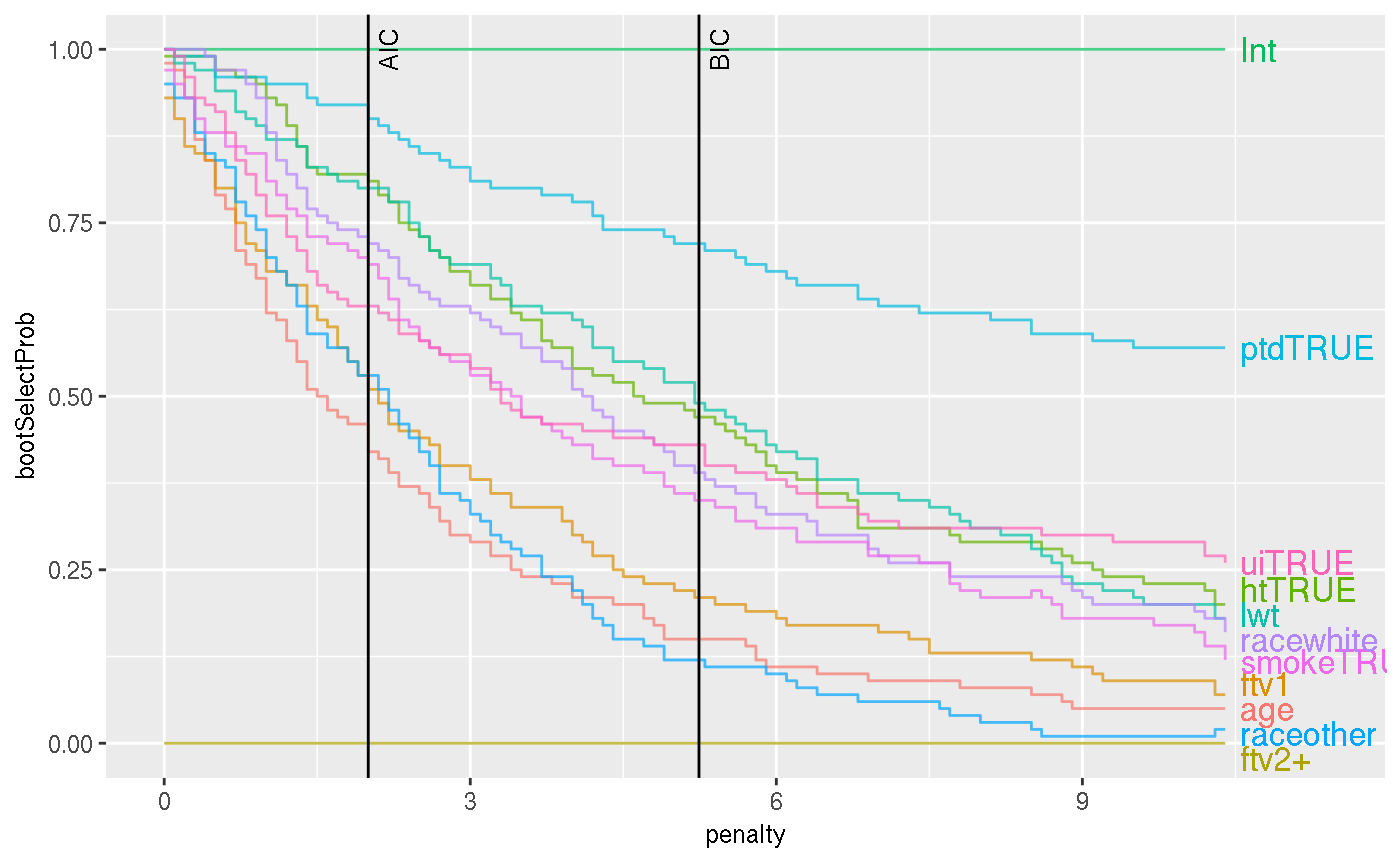 AIC
BIC
1.00
0.75
0.50
0.25
0.00
bootSelectProb
Int
ptdTRUE
uiTRUE
htTRUE
lwt
racewhite
smokeTRU
ftv1
age
raceother
ftv2+
0 3 6 9
penalty